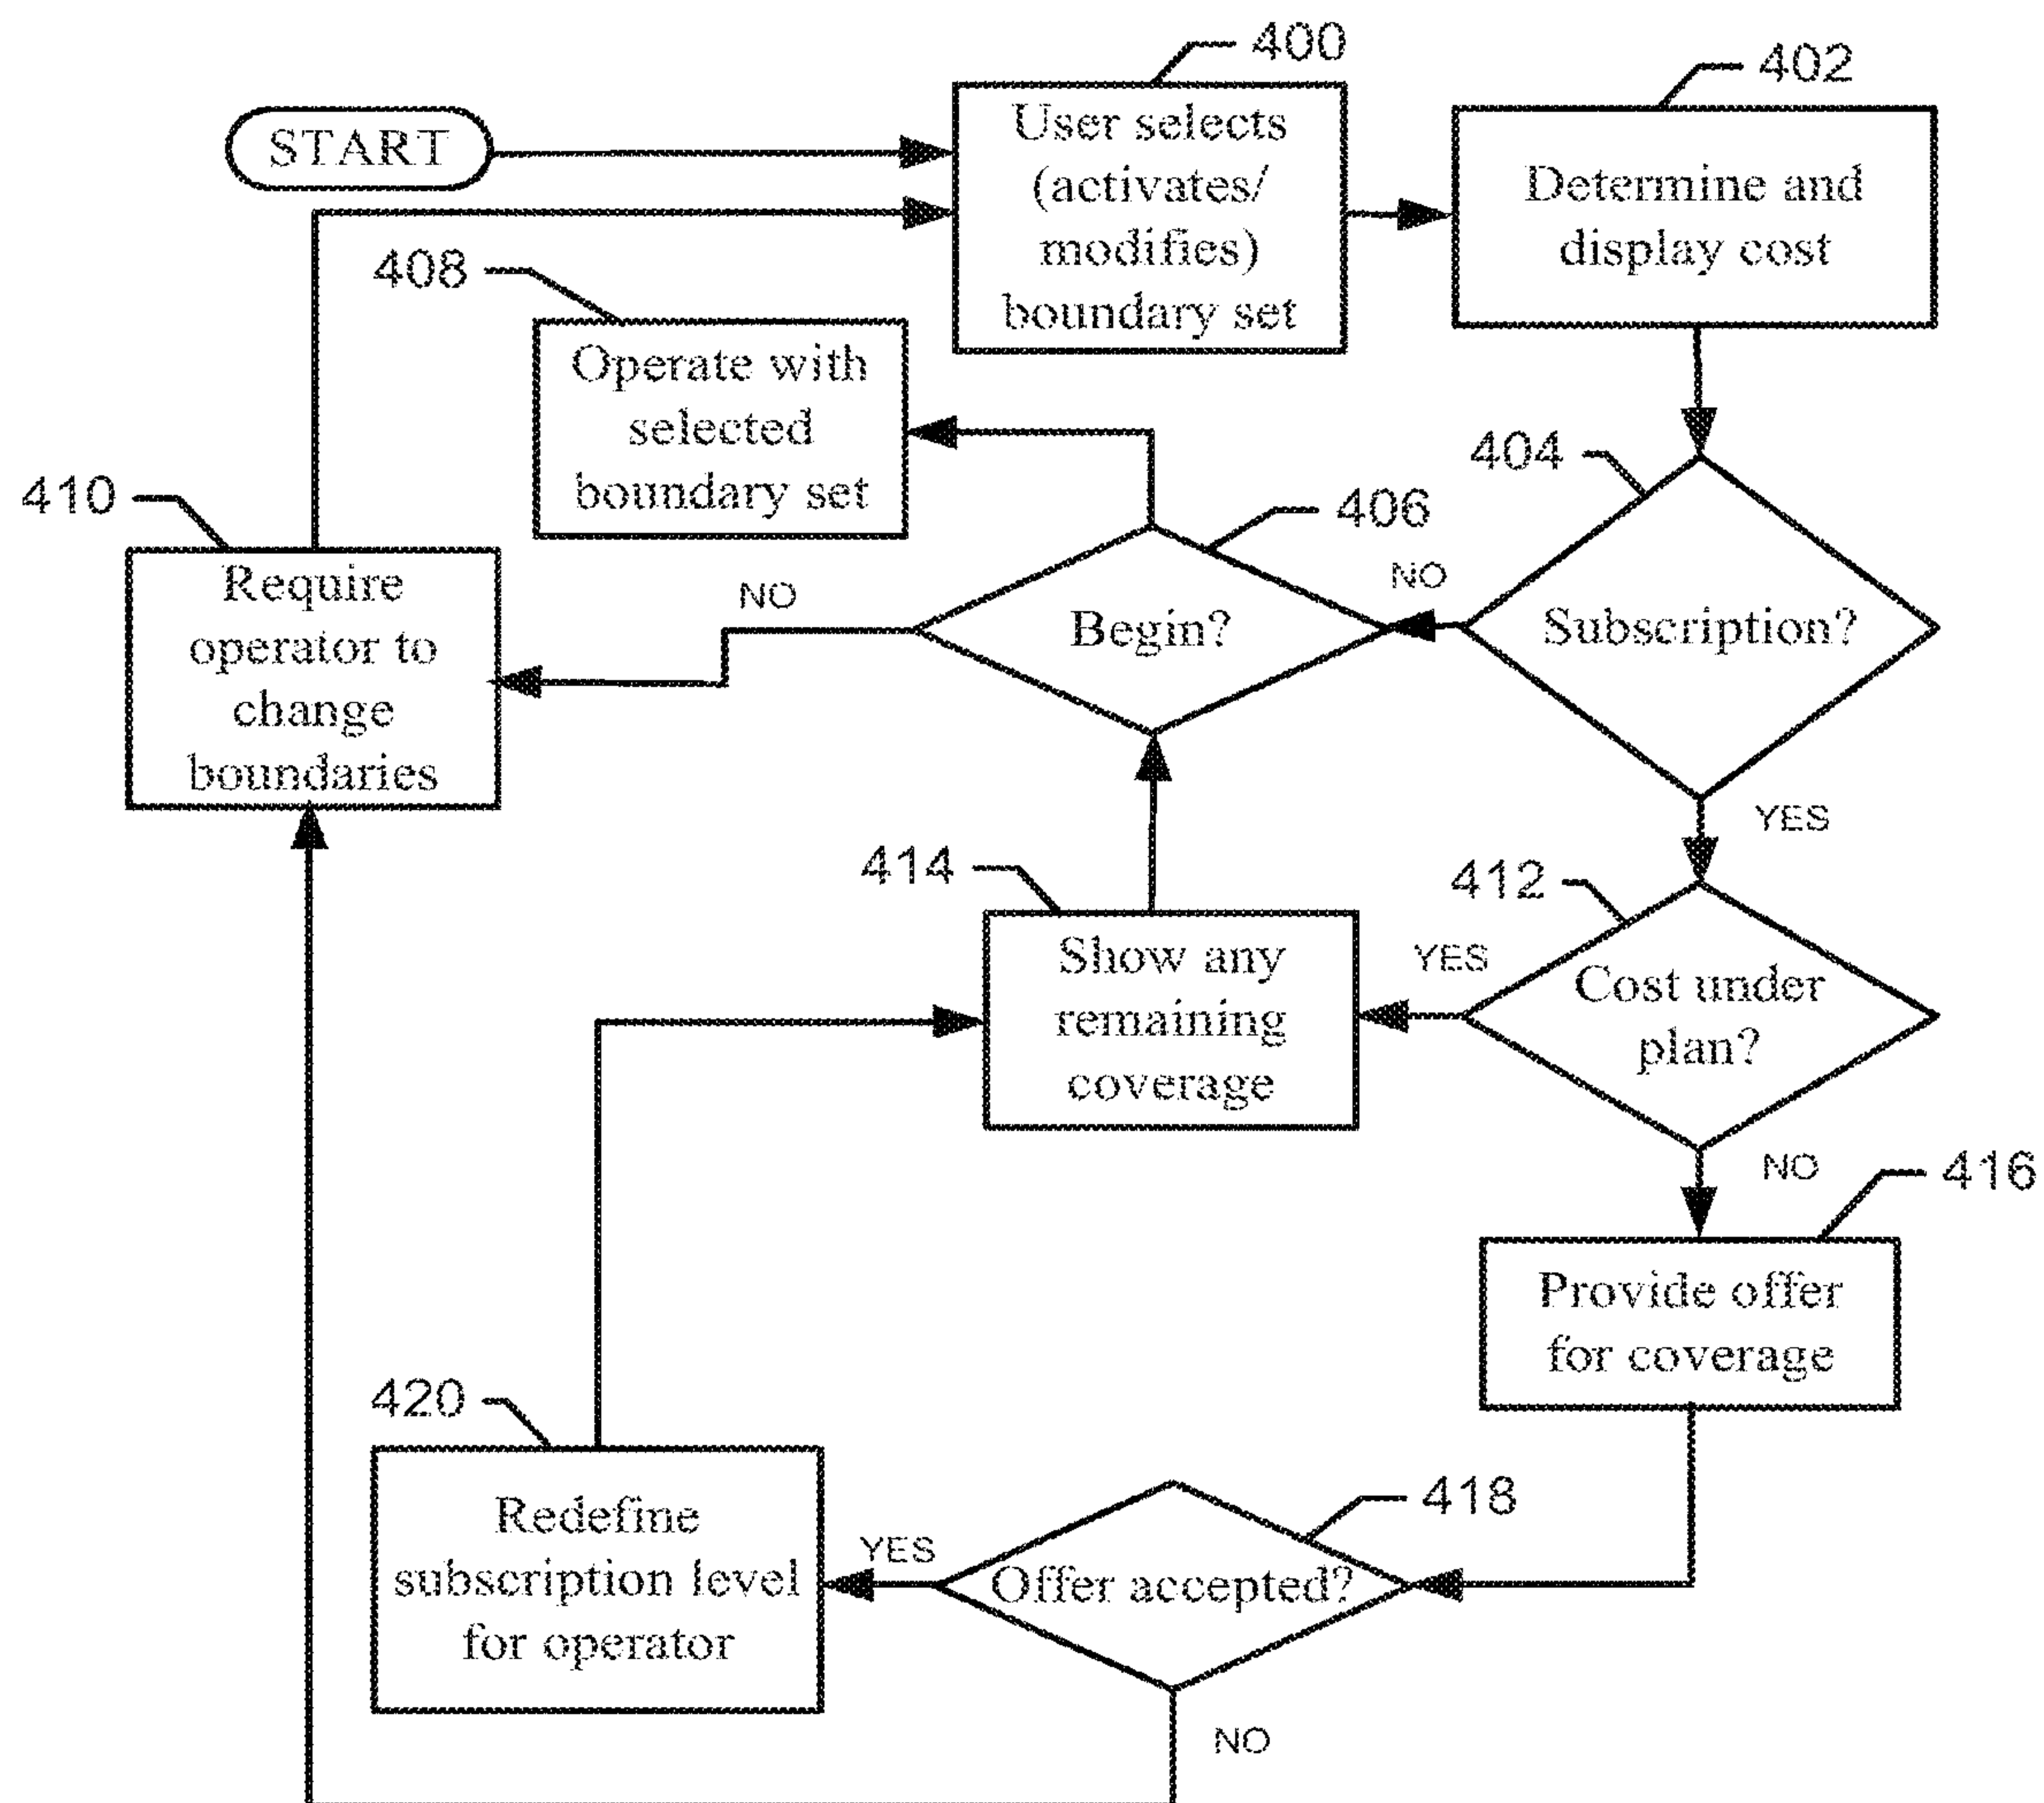 400
402
START
User selects
(activates/
modifies)
boundary set
Determine and
display cost
408
Operate with
selected
boundary set
404
410
406
Require
operator to
change
boundaries
NO
Begin?
NO
Subscription?
YES
414
412
Show any
remaining
coverage
YES
Cost under
plan?
NO
416
Provide offer
for coverage
420
418
Redefine
subscription level
for operator
YES
Offer accepted?
NO